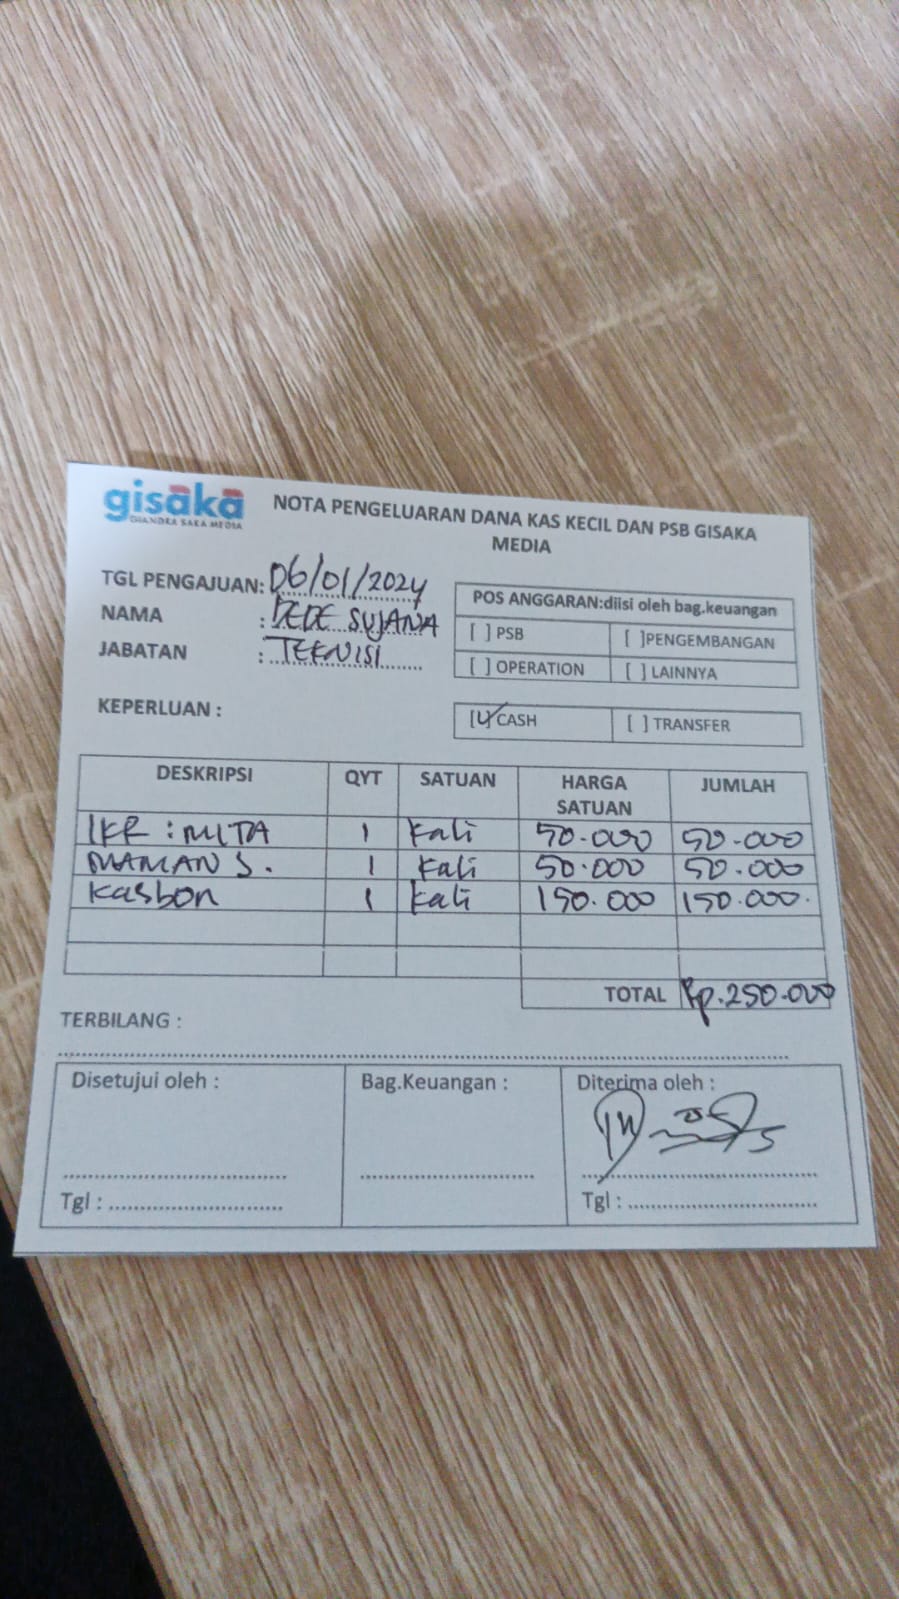 gisaka
CHANDRA SAKA MEDIA
NOTA PENGELUARAN DANA KAS KECIL DAN PSB GISAKA
MEDIA
TGL PENGAJUAN: 06/01/2024
NAMA : DEDE SUJANA
JABATAN : TEKNISI
POS ANGGARAN:diisi oleh bag.keuangan
[ ] PSB [ ]PENGEMBANGAN
[ ] OPERATION [ ] LAINNYA
KEPERLUAN :
[✓] CASH [ ] TRANSFER
DESKRIPSI QYT SATUAN HARGA SATUAN JUMLAH
IKR : MITA 1 Kali 50.000 50.000
MAMAN S. 1 Kali 50.000 50.000
Kasbon 1 Kali 150.000 150.000.
TOTAL Rp.250.000
TERBILANG :
Disetujui oleh : Bag.Keuangan : Diterima oleh :
Tgl : Tgl :